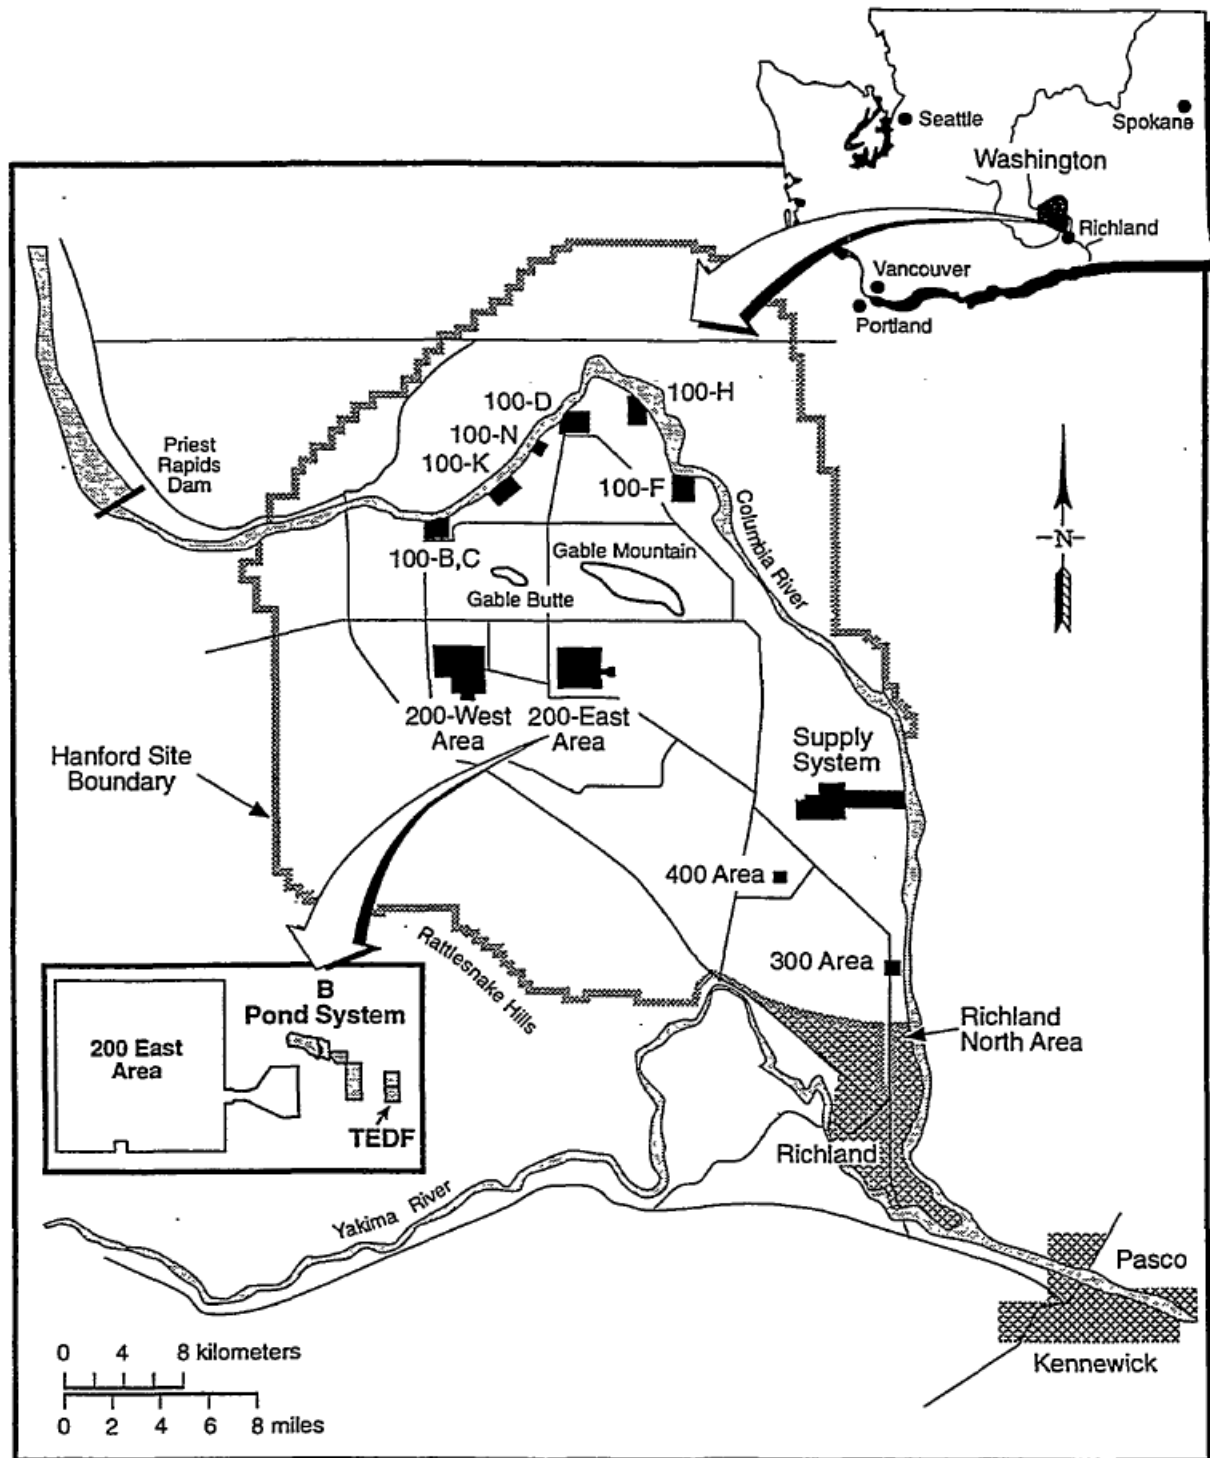 Seattle
Spokane
Washington
Richland
Vancouver
Portland
100-H
100-D
100-N
100-K
100-F
Priest
Rapids
Dam
Columbia River
-N-
100-B,C
Gable Mountain
Gable Butte
200-West
Area
200-East
Area
Supply
System
Hanford Site
Boundary
400 Area
300 Area
Rattlesnake Hills
Richland
North Area
B
Pond System
200 East
Area
TEDF
Richland
Yakima River
Pasco
Kennewick
0 4 8 kilometers
0 2 4 6 8 miles